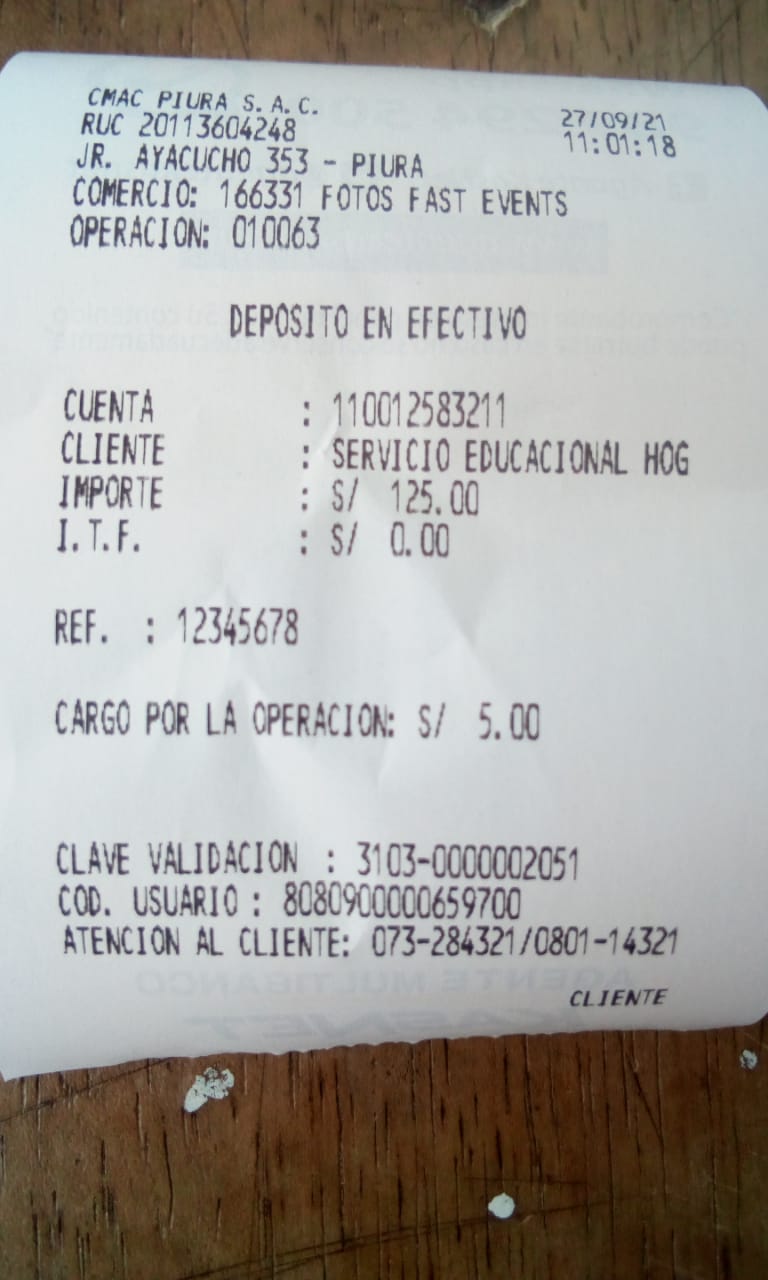 CMAC PIURA S.A.C.
RUC 20113604248 27/09/21
JR. AYACUCHO 353 - PIURA 11:01:18
COMERCIO: 166331 FOTOS FAST EVENTS
OPERACION: 010063
DEPOSITO EN EFECTIVO
CUENTA : 110012583211
CLIENTE : SERVICIO EDUCACIONAL HOG
IMPORTE : S/ 125.00
I.T.F. : S/ 0.00
REF. : 12345678
CARGO POR LA OPERACION: S/ 5.00
CLAVE VALIDACION : 3103-0000002051
COD. USUARIO : 8080900000659700
ATENCION AL CLIENTE: 073-284321/0801-14321
CLIENTE
AGENTE MULTIBANCO
KASNET